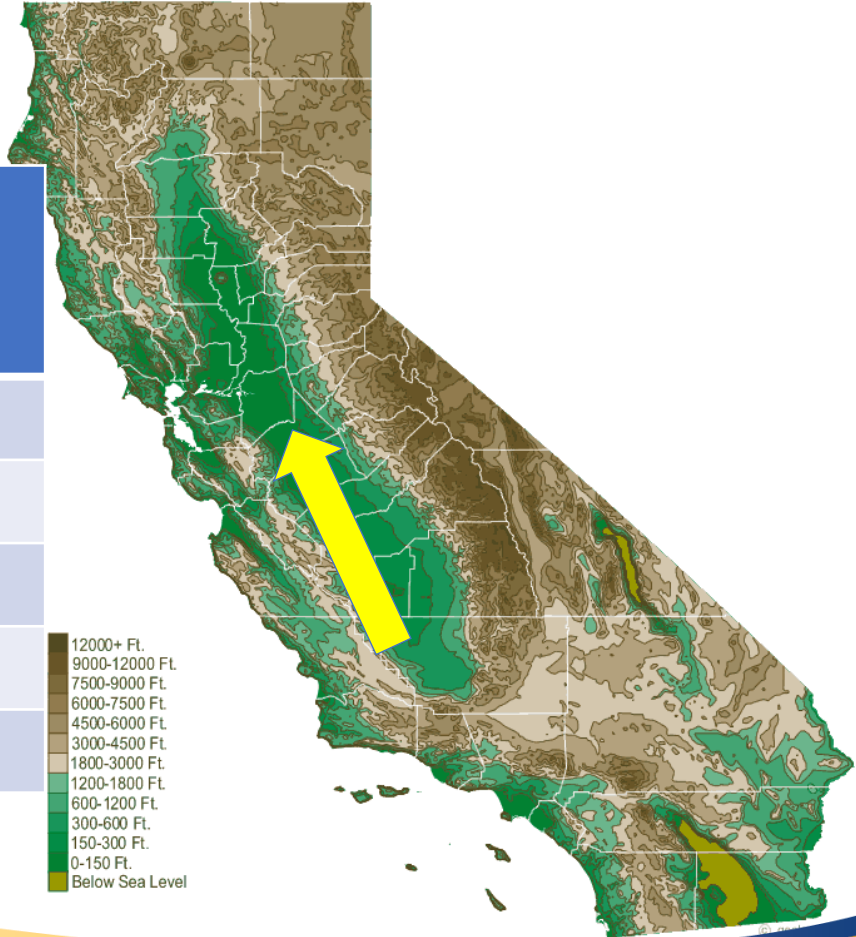 12000+ Ft.
9000-12000 Ft.
7500-9000 Ft.
6000-7500 Ft.
4500-6000 Ft.
3000-4500 Ft.
1800-3000 Ft.
1200-1800 Ft.
600-1200 Ft.
300-600 Ft.
150-300 Ft.
0-150 Ft.
Below Sea Level